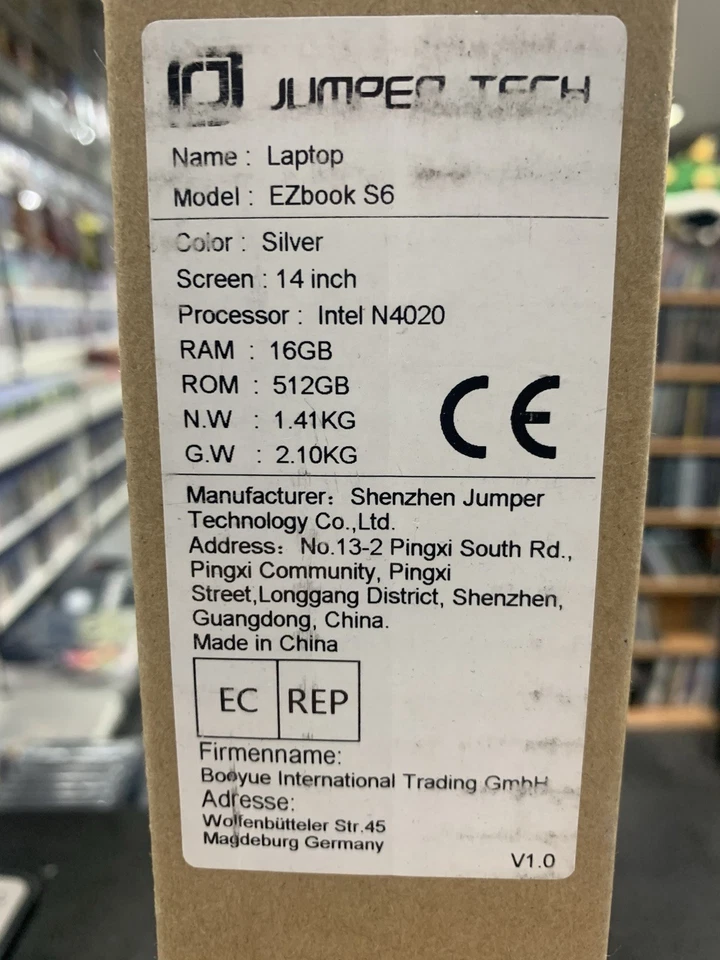 JUMPER TECH
Name : Laptop
Model : EZbook S6
Color : Silver
Screen : 14 inch
Processor : Intel N4020
RAM : 16GB
ROM : 512GB
N.W : 1.41KG
G.W : 2.10KG
CE
Manufacturer: Shenzhen Jumper
Technology Co.,Ltd.
Address: No.13-2 Pingxi South Rd.,
Pingxi Community, Pingxi
Street,Longgang District, Shenzhen,
Guangdong, China.
Made in China
EC REP
Firmenname:
Booyue International Trading GmbH
Adresse:
Wolfenbütteler Str.45
Magdeburg Germany
V1.0